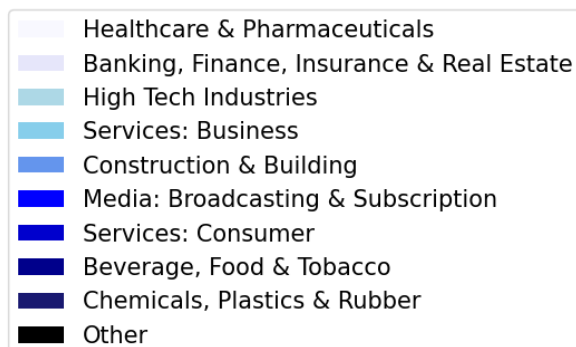 Healthcare & Pharmaceuticals
Banking, Finance, Insurance & Real Estate
High Tech Industries
Services: Business
Construction & Building
Media: Broadcasting & Subscription
Services: Consumer
Beverage, Food & Tobacco
Chemicals, Plastics & Rubber
Other